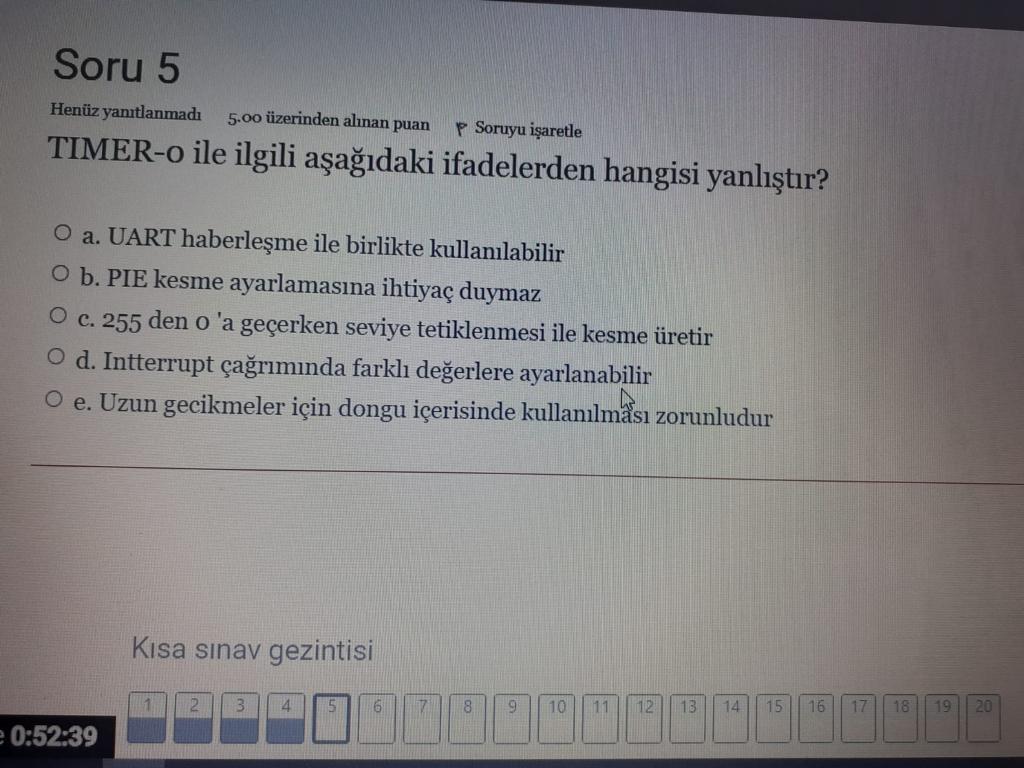 Soru 5
Henüz yanıtlanmadı 5.00 üzerinden alınan puan Soruyu işaretle
TIMER-0 ile ilgili aşağıdaki ifadelerden hangisi yanlıştır?
a. UART haberleşme ile birlikte kullanılabilir
b. PIE kesme ayarlamasına ihtiyaç duymaz
c. 255 den 0 'a geçerken seviye tetiklenmesi ile kesme üretir
d. Intterrupt çağrımında farklı değerlere ayarlanabilir
e. Uzun gecikmeler için dongu içerisinde kullanılması zorunludur
Kısa sınav gezintisi
1 2 3 4 5 6 7 8 9 10 11 12 13 14 15 16 17 18 19 20
e 0:52:39